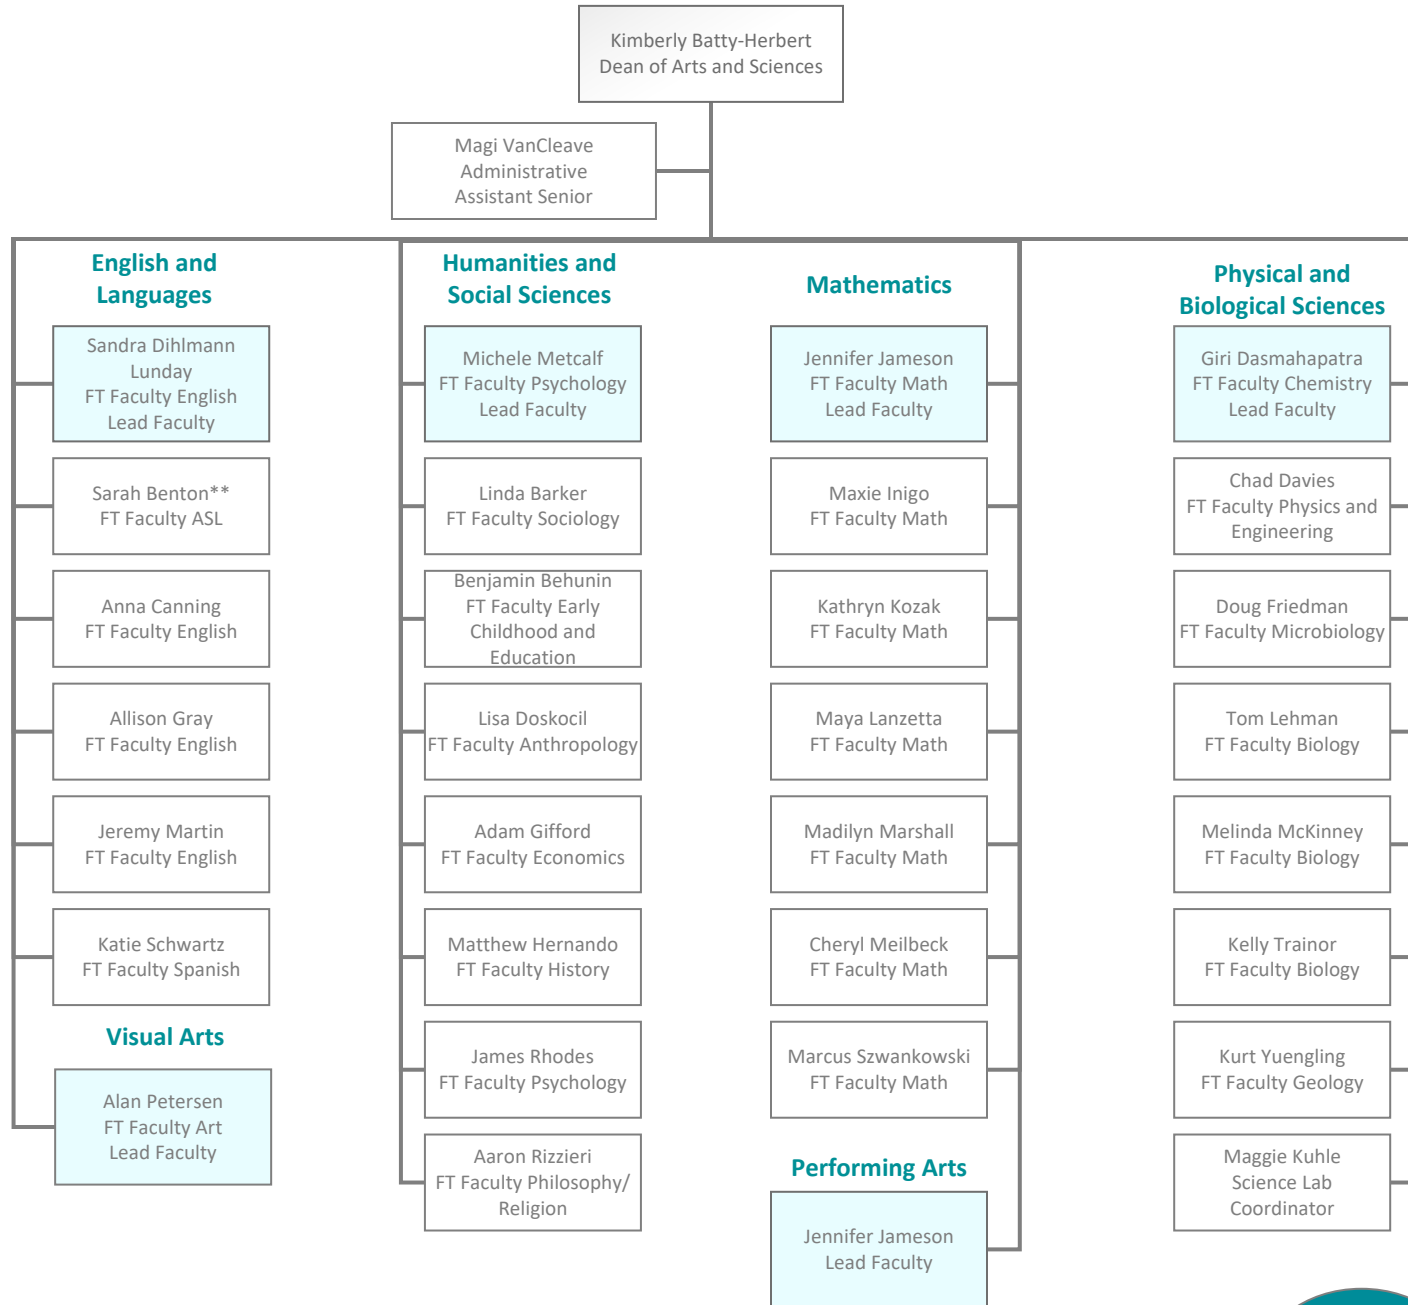 Kimberly Batty-Herbert
Dean of Arts and Sciences
Magi VanCleave
Administrative
Assistant Senior
English and
Languages
Sandra Dihlmann
Lunday
FT Faculty English
Lead Faculty
Sarah Benton**
FT Faculty ASL
Anna Canning
FT Faculty English
Allison Gray
FT Faculty English
Jeremy Martin
FT Faculty English
Katie Schwartz
FT Faculty Spanish
Visual Arts
Alan Petersen
FT Faculty Art
Lead Faculty
Humanities and
Social Sciences
Michele Metcalf
FT Faculty Psychology
Lead Faculty
Linda Barker
FT Faculty Sociology
Benjamin Behunin
FT Faculty Early
Childhood and
Education
Lisa Doskocil
FT Faculty Anthropology
Adam Gifford
FT Faculty Economics
Matthew Hernando
FT Faculty History
James Rhodes
FT Faculty Psychology
Aaron Rizzieri
FT Faculty Philosophy/
Religion
Mathematics
Jennifer Jameson
FT Faculty Math
Lead Faculty
Maxie Inigo
FT Faculty Math
Kathryn Kozak
FT Faculty Math
Maya Lanzetta
FT Faculty Math
Madilyn Marshall
FT Faculty Math
Cheryl Meilbeck
FT Faculty Math
Marcus Szwankowski
FT Faculty Math
Performing Arts
Jennifer Jameson
Lead Faculty
Physical and
Biological Sciences
Giri Dasmahapatra
FT Faculty Chemistry
Lead Faculty
Chad Davies
FT Faculty Physics and
Engineering
Doug Friedman
FT Faculty Microbiology
Tom Lehman
FT Faculty Biology
Melinda McKinney
FT Faculty Biology
Kelly Trainor
FT Faculty Biology
Kurt Yuengling
FT Faculty Geology
Maggie Kuhle
Science Lab
Coordinator